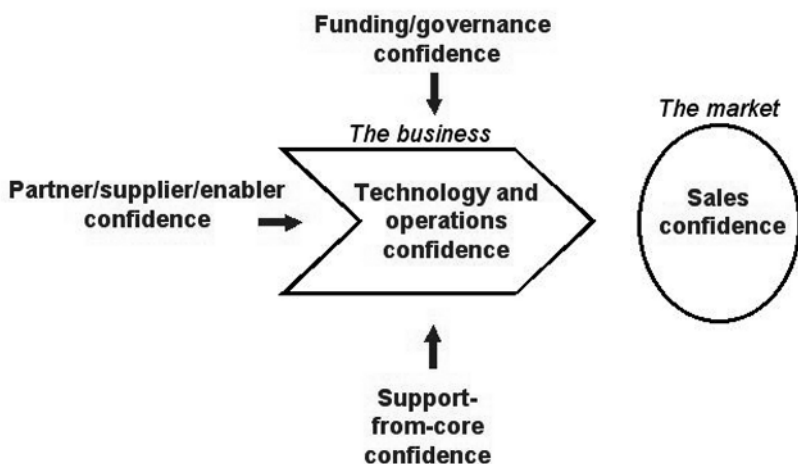 Funding/governance
confidence
The market
The business
Partner/supplier/enabler
confidence
Technology and
operations
confidence
Sales
confidence
Support-
from-core
confidence